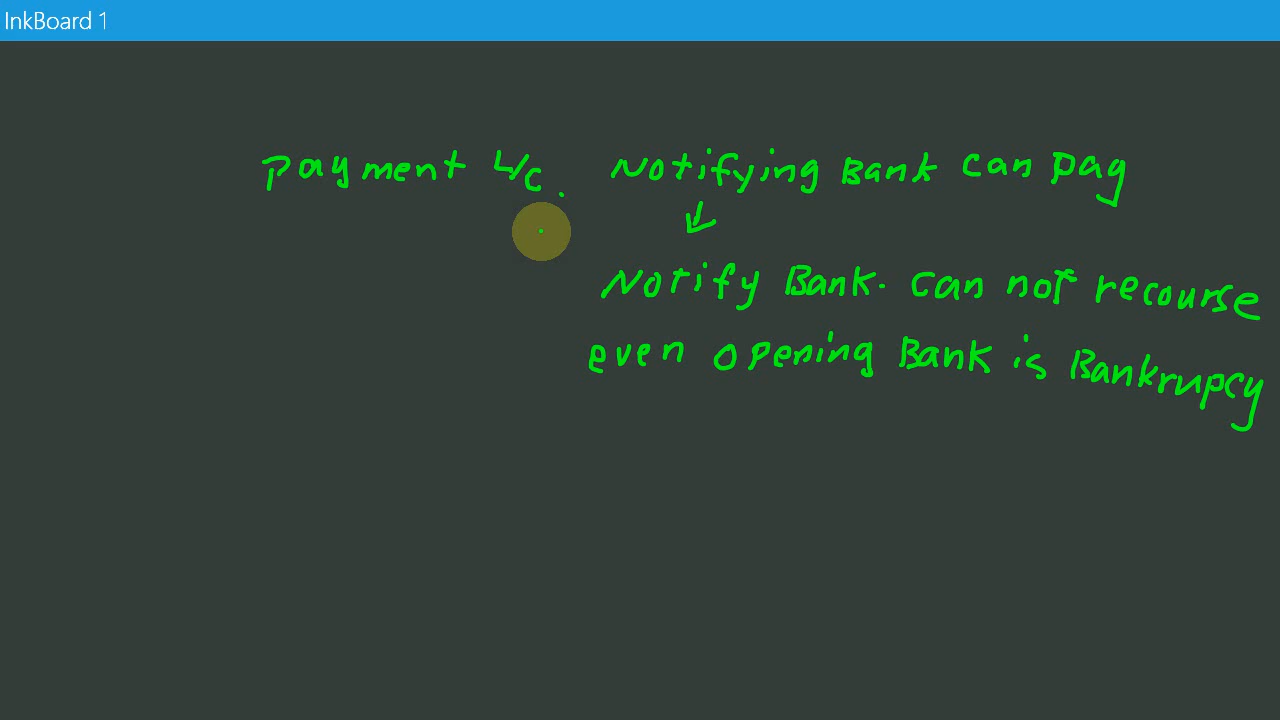 InkBoard 1
Payment L/C. Notifying Bank can pay
Notify Bank. can not recourse
even opening Bank is Bankrupcy